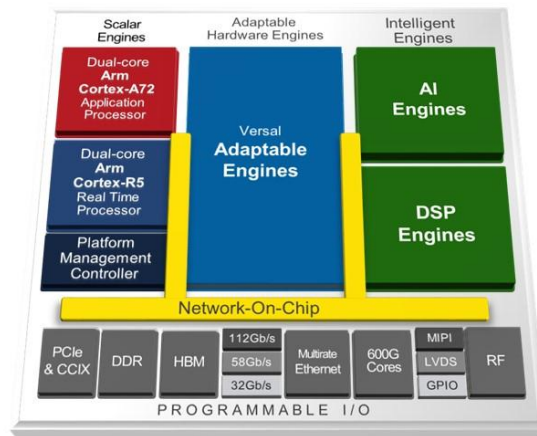 Scalar
Engines
Adaptable
Hardware Engines
Intelligent
Engines
Dual-core
Arm
Cortex-A72
Application
Processor
Dual-core
Arm
Cortex-R5
Real Time
Processor
Platform
Management
Controller
Versal
Adaptable
Engines
AI
Engines
DSP
Engines
Network-On-Chip
PCIe
& CCIX
DDR
HBM
112Gb/s
58Gb/s
32Gb/s
Multirate
Ethernet
600G
Cores
MIPI
LVDS
GPIO
RF
PROGRAMMABLE I/O